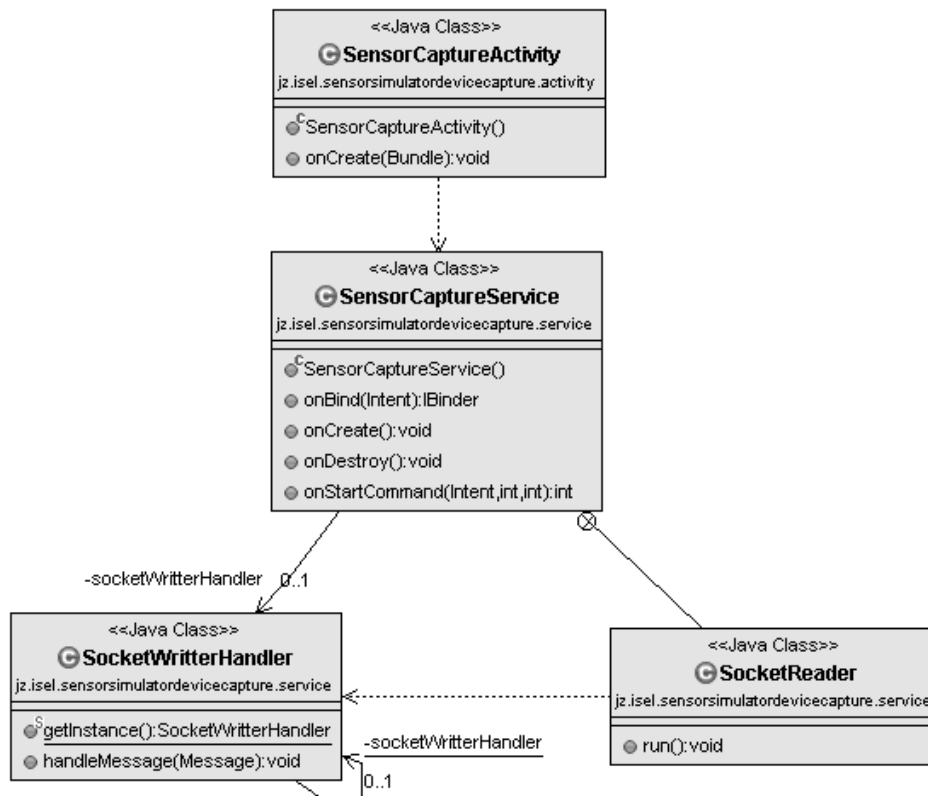 <<Java Class>>
SensorCaptureActivity
jz.isel.sensorsimulatordevicecapture.activity
SensorCaptureActivity()
onCreate(Bundle):void
<<Java Class>>
SensorCaptureService
jz.isel.sensorsimulatordevicecapture.service
SensorCaptureService()
onBind(Intent):IBinder
onCreate():void
onDestroy():void
onStartCommand(Intent,int,int):int
-socketWritterHandler 0..1
<<Java Class>>
SocketWritterHandler
jz.isel.sensorsimulatordevicecapture.service
getInstance():SocketWritterHandler
handleMessage(Message):void
-socketWritterHandler
0..1
<<Java Class>>
SocketReader
jz.isel.sensorsimulatordevicecapture.service
run():void